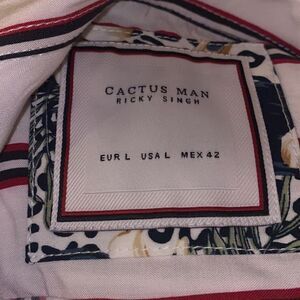 CACTUS MAN
RICKY SINGH
EUR L USA L MEX 42